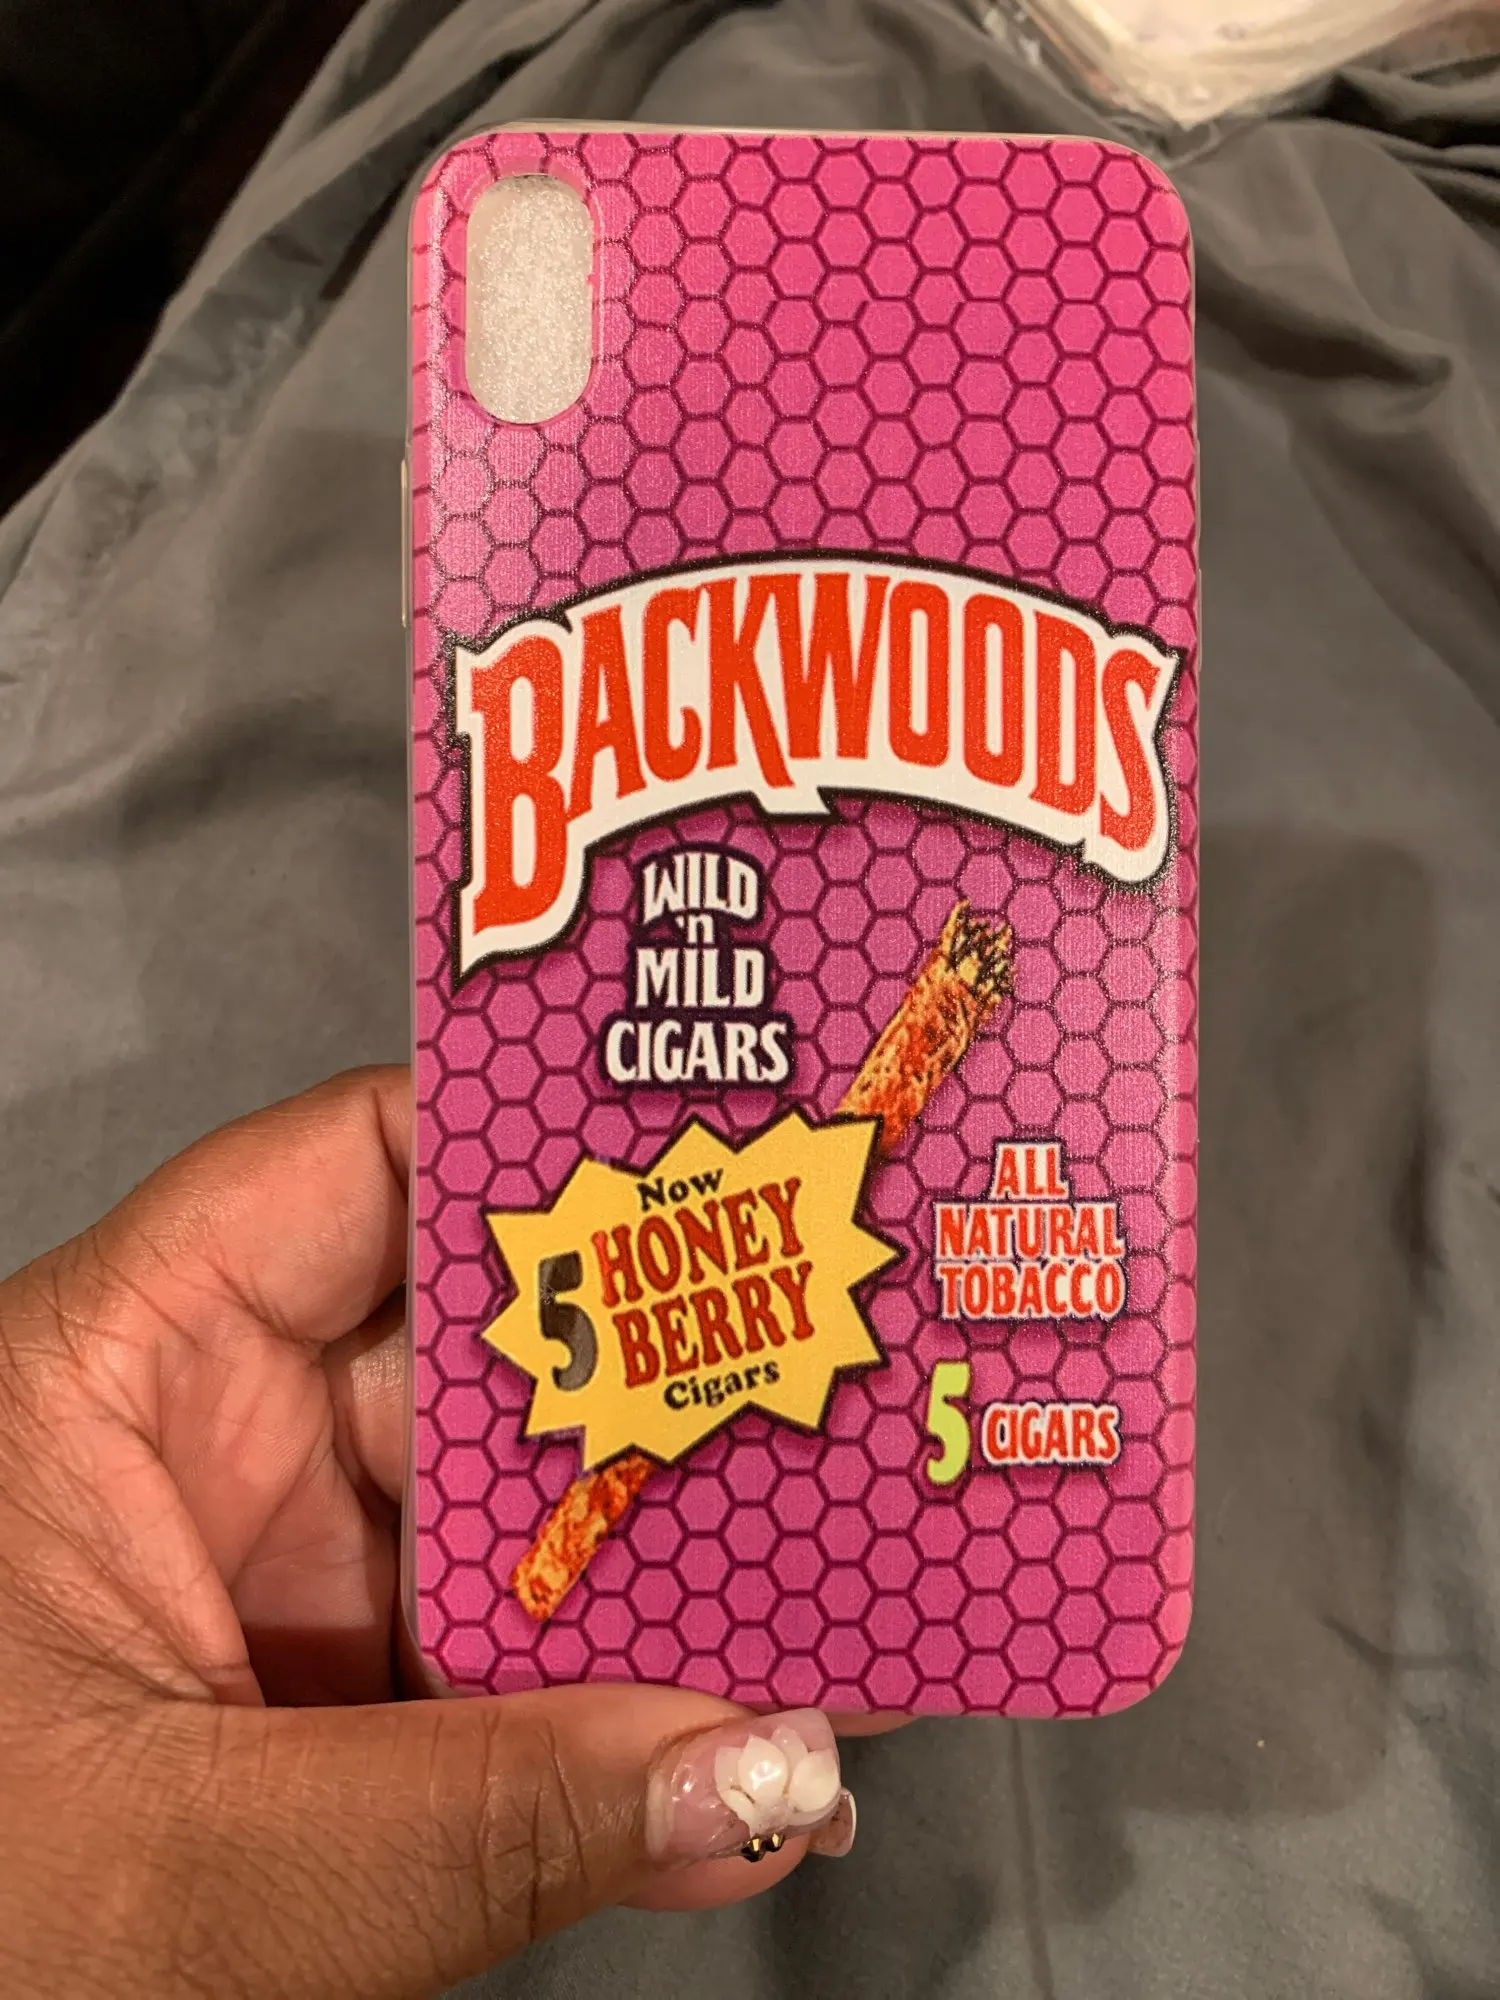 BACKWOODS
WILD
'n
MILD
CIGARS
Now
5 HONEY
BERRY
Cigars
ALL
NATURAL
TOBACCO
5 CIGARS